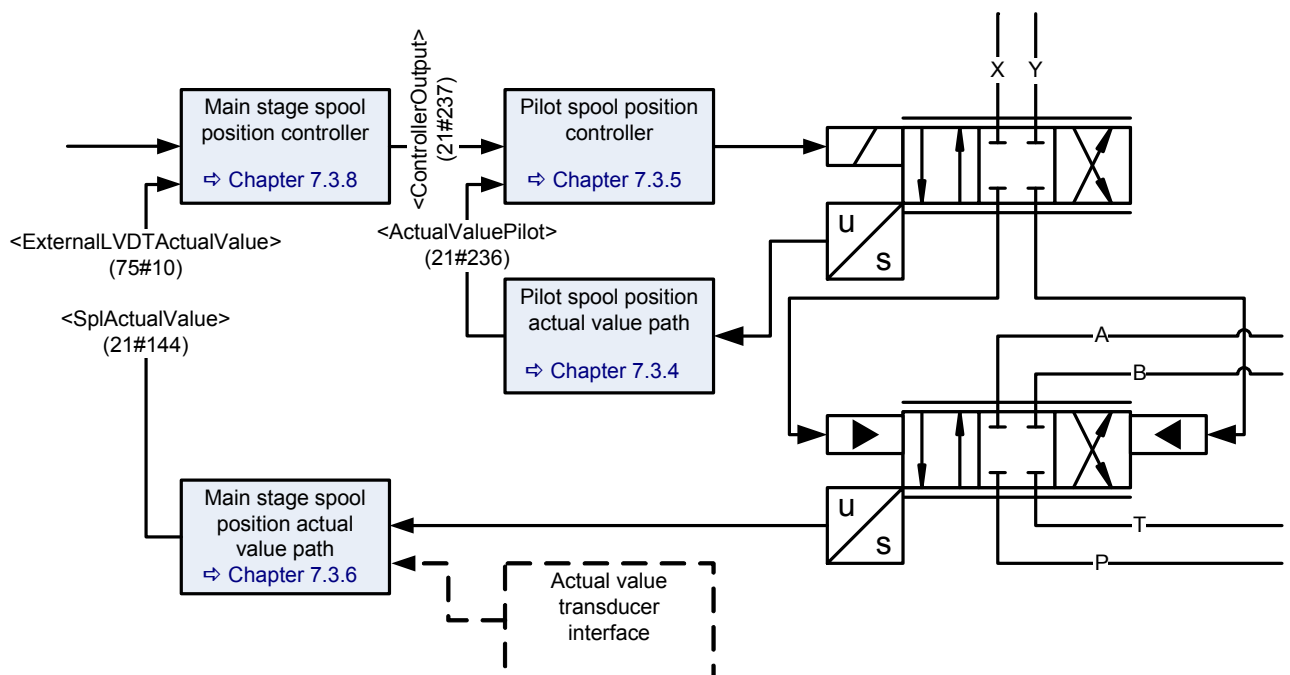 X Y
Main stage spool
position controller
⇨ Chapter 7.3.8
<ControllerOutput>
(21#237)
Pilot spool position
controller
⇨ Chapter 7.3.5
<ExternalLVDTActualValue>
(75#10)
<ActualValuePilot>
(21#236)
u
s
<SplActualValue>
(21#144)
Pilot spool position
actual value path
⇨ Chapter 7.3.4
A
B
Main stage spool
position actual
value path
⇨ Chapter 7.3.6
u
s
T
P
Actual value
transducer
interface